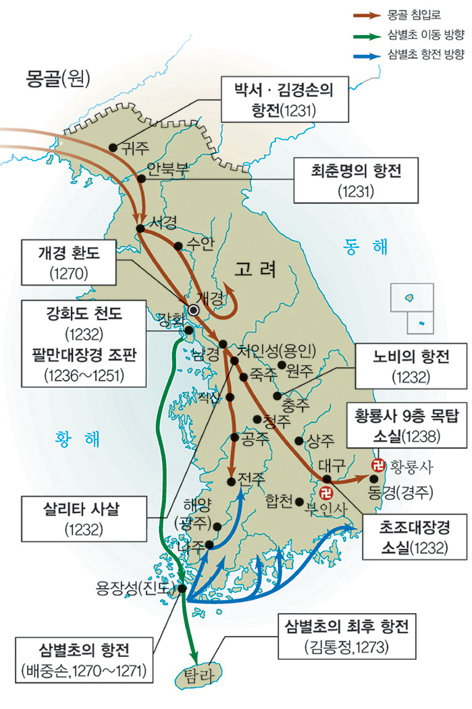 몽골 침입로
삼별초 이동 방향
삼별초 항전 방향
몽골(원)
박서 · 김경손의
항전(1231)
귀주
안북부
최춘명의 항전
(1231)
서경
수안
개경 환도
(1270)
동 해
고 려
개경
강화
강화도 천도
(1232)
팔만대장경 조판
(1236~1251)
남경
처인성(용인)
원주
죽주
노비의 항전
(1232)
적산
충주
청주
황룡사 9층 목탑
소실(1238)
황 해
공주
상주
대구
황룡사
동경(경주)
전주
합천
부인사
살리타 사살
(1232)
해양
(광주)
나주
초조대장경
소실(1232)
용장성(진도)
삼별초의 항전
(배중손,1270~1271)
삼별초의 최후 항전
(김통정,1273)
탐라